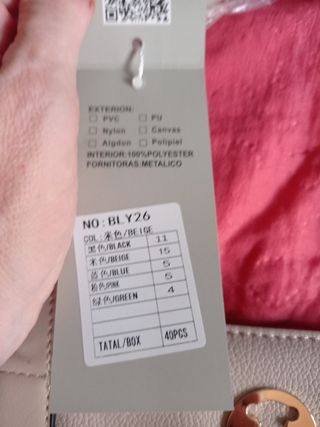 EXTERION:
PVC PU
Nylon Canvas
Algdon Polipiel
INTERIOR:100%POLYESTER
FORNITORAS:METALICO
NO:BLY26
COL:米色/BEIGE
黑色/BLACK 11
米色/BEIGE 15
蓝色/BLUE 5
粉色/PINK 5
绿色/GREEN 4
TATAL/BOX 40PCS